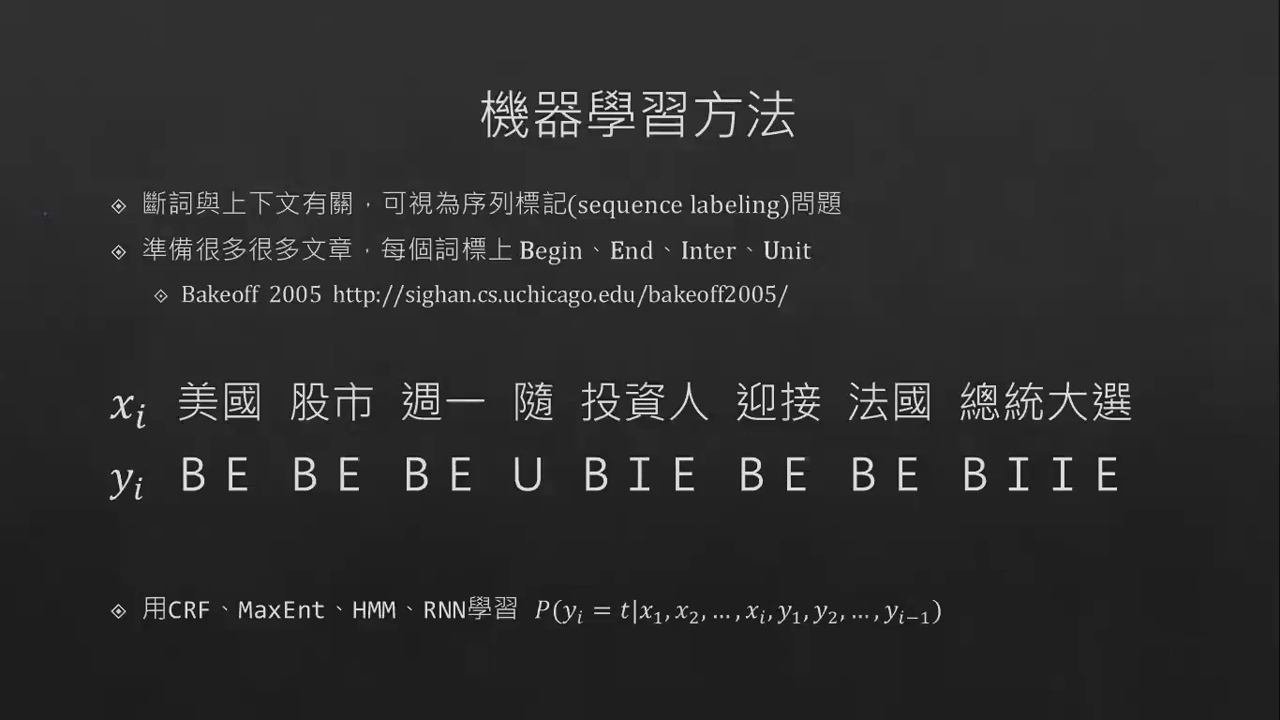 機器學習方法
斷詞與上下文有關，可視為序列標記(sequence labeling)問題
準備很多很多文章，每個詞標上 Begin、End、Inter、Unit
Bakeoff 2005 http://sighan.cs.uchicago.edu/bakeoff2005/
xᵢ 美國 股市 週一 隨 投資人 迎接 法國 總統大選
yᵢ B E B E B E U B I E B E B E B I I E
用CRF、MaxEnt、HMM、RNN學習 P(yᵢ = t|x₁, x₂, …, xᵢ, y₁, y₂, …, yᵢ₋₁)